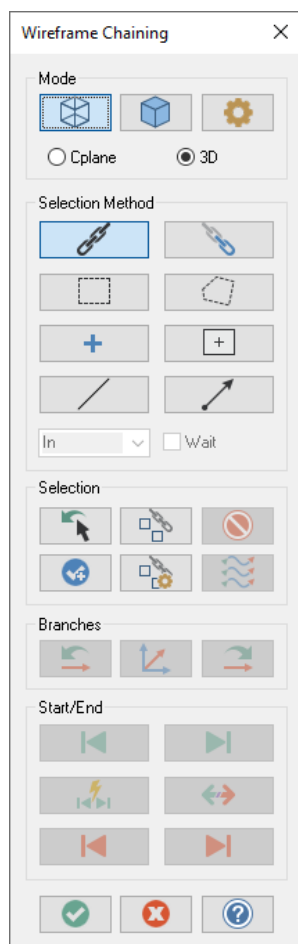 Wireframe Chaining
Mode
Cplane
3D
Selection Method
In
Wait
Selection
Branches
Start/End